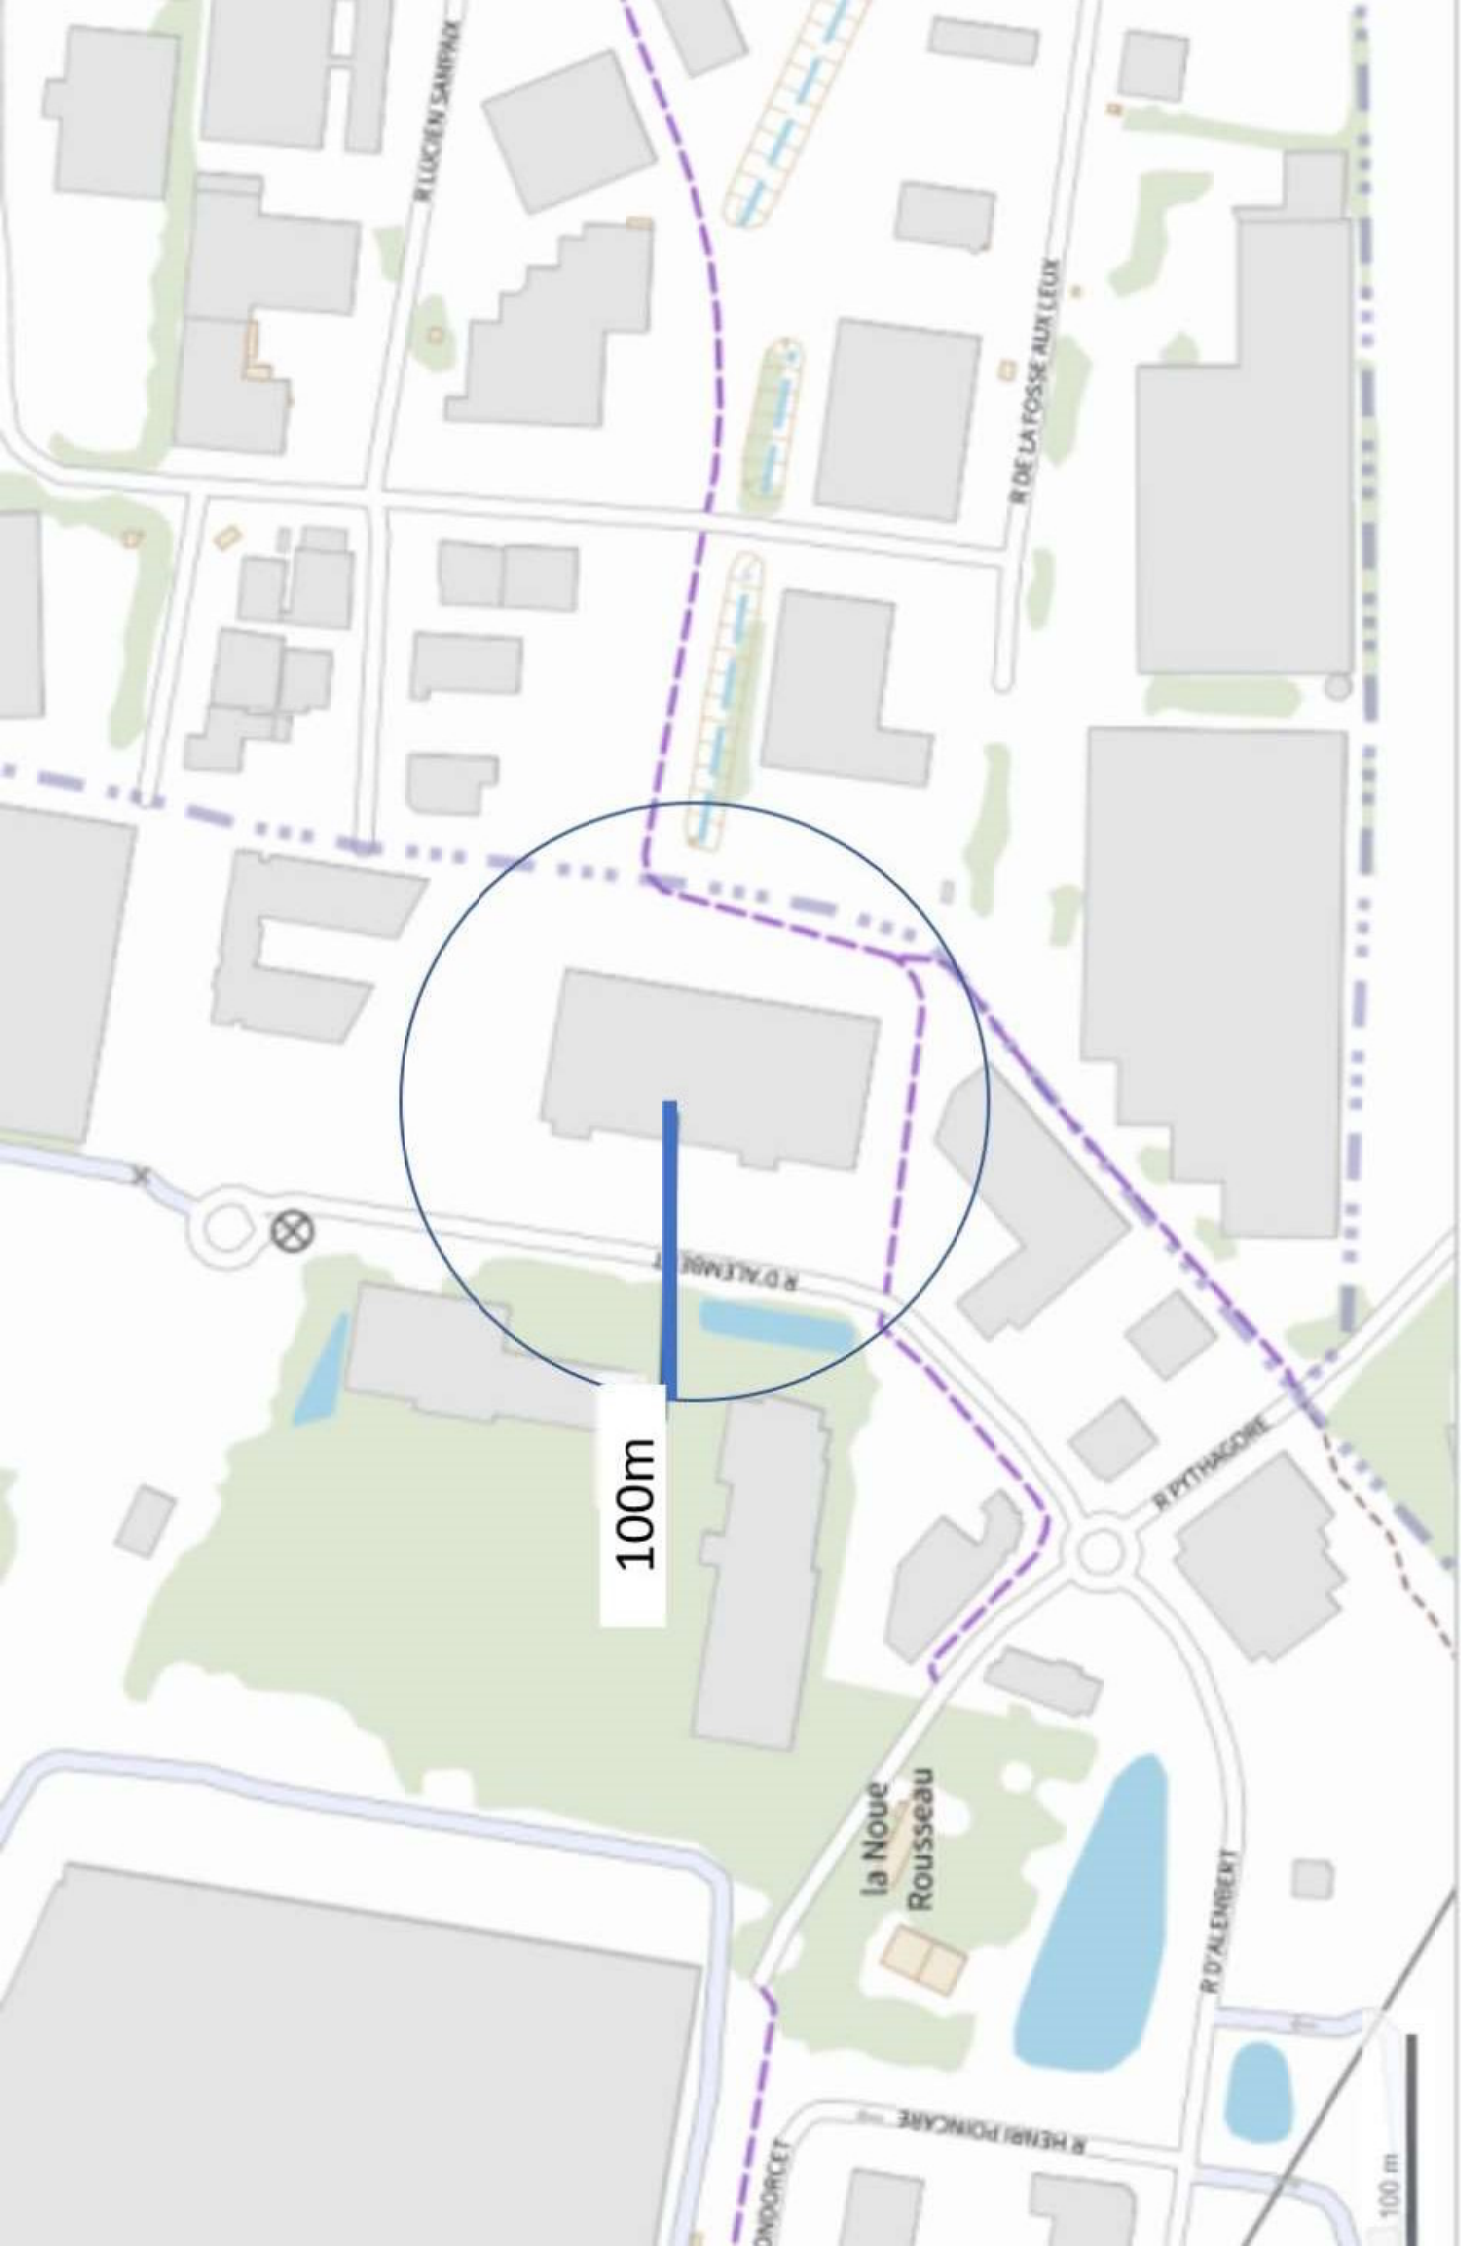 R LUCIEN SAMPAIX
R DE LA FOSSE AUX LEUX
R D'ALEMBERT
100m
R PYTHAGORE
la Noue
Rousseau
R D'ALEMBERT
R HENRI POINCARE
ONDORCET
100 m